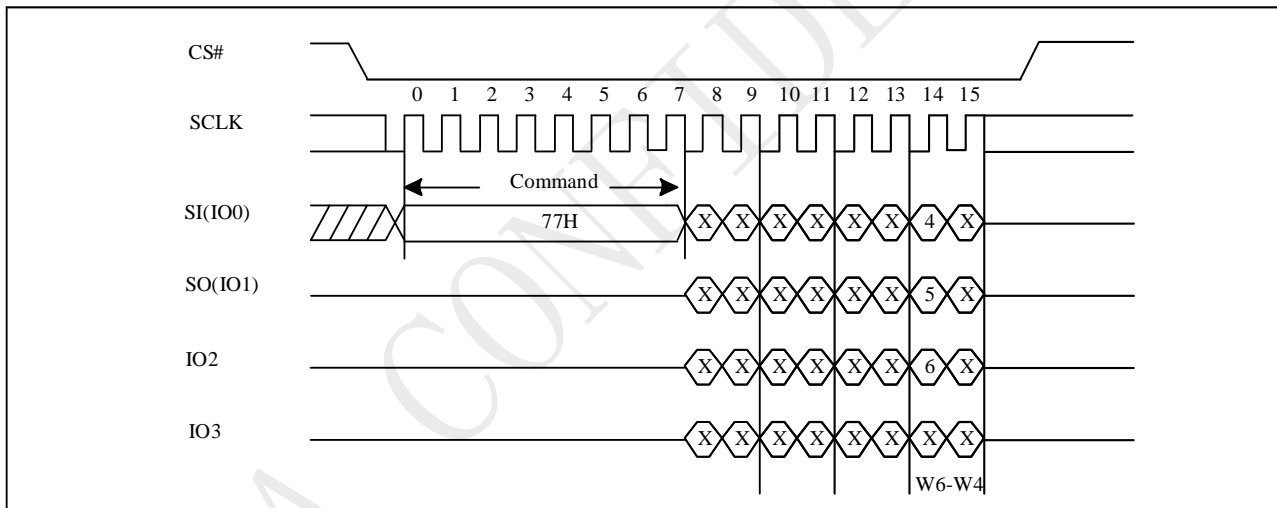 CS#
0 1 2 3 4 5 6 7 8 9 10 11 12 13 14 15
SCLK
Command
SI(IO0) 77H X X X X X X 4 X
SO(IO1) X X X X X X 5 X
IO2 X X X X X X 6 X
IO3 X X X X X X X X
W6-W4
A CONFIDE